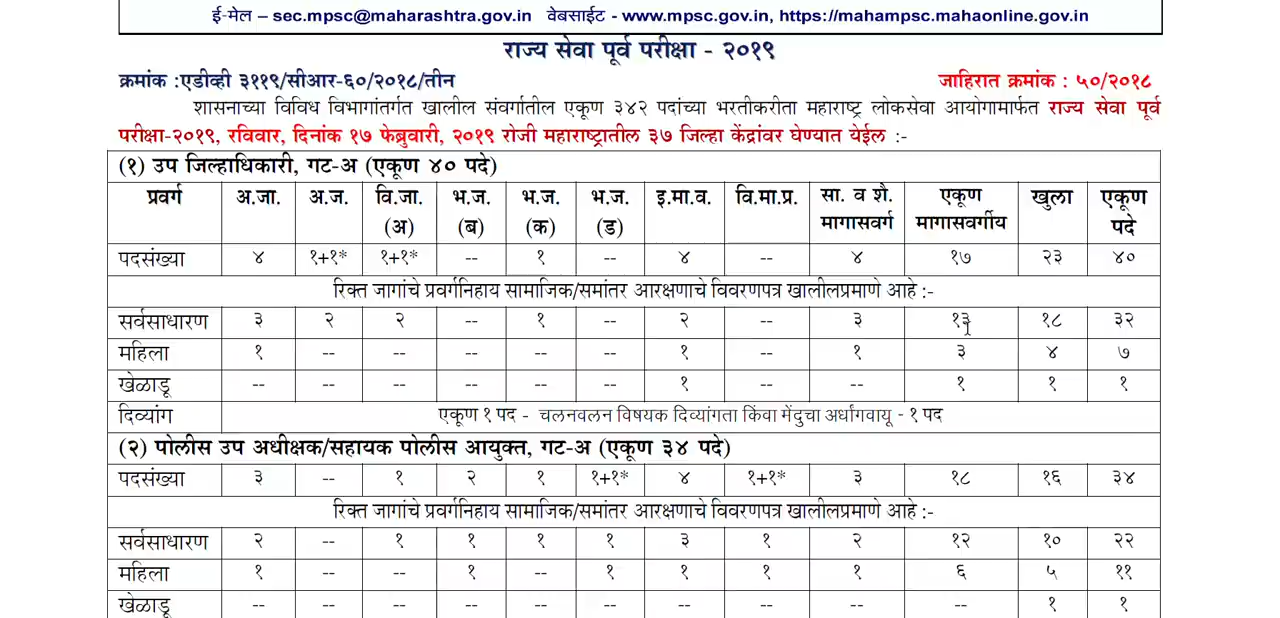 ई-मेल – sec.mpsc@maharashtra.gov.in वेबसाईट - www.mpsc.gov.in, https://mahampsc.mahaonline.gov.in
राज्य सेवा पूर्व परीक्षा - २०१९
क्रमांक :एडीव्ही ३११९/सीआर-६०/२०१८/तीन जाहिरात क्रमांक : ५०/२०१८
शासनाच्या विविध विभागांतर्गत खालील संवर्गातील एकूण ३४२ पदांच्या भरतीकरीता महाराष्ट्र लोकसेवा आयोगामार्फत राज्य सेवा पूर्व
परीक्षा-२०१९, रविवार, दिनांक १७ फेब्रुवारी, २०१९ रोजी महाराष्ट्रातील ३७ जिल्हा केंद्रांवर घेण्यात येईल :-
(१) उप जिल्हाधिकारी, गट-अ (एकूण ४० पदे)
प्रवर्ग अ.जा. अ.ज. वि.जा. (अ) भ.ज. (ब) भ.ज. (क) भ.ज. (ड) इ.मा.व. वि.मा.प्र. सा. व शै. मागासवर्ग एकूण मागासवर्गीय खुला एकूण पदे
पदसंख्या ४ १+१* १+१* -- १ -- ४ -- ४ १७ २३ ४०
रिक्त जागांचे प्रवर्गनिहाय सामाजिक/समांतर आरक्षणाचे विवरणपत्र खालीलप्रमाणे आहे :-
सर्वसाधारण ३ २ २ -- १ -- २ -- ३ १३ १८ ३२
महिला १ -- -- -- -- -- १ -- १ ३ ४ ७
खेळाडू -- -- -- -- -- -- १ -- -- १ १ १
दिव्यांग एकूण १ पद - चलनवलन विषयक दिव्यांगता किंवा मेंदुचा अर्धांगवायू - १ पद
(२) पोलीस उप अधीक्षक/सहायक पोलीस आयुक्त, गट-अ (एकूण ३४ पदे)
पदसंख्या ३ -- १ २ १ १+१* ४ १+१* ३ १८ १६ ३४
रिक्त जागांचे प्रवर्गनिहाय सामाजिक/समांतर आरक्षणाचे विवरणपत्र खालीलप्रमाणे आहे :-
सर्वसाधारण २ -- १ १ १ १ ३ १ २ १२ १० २२
महिला १ -- -- १ -- १ १ १ १ ६ ५ ११
खेळाडू -- -- -- -- -- -- -- -- -- -- १ १